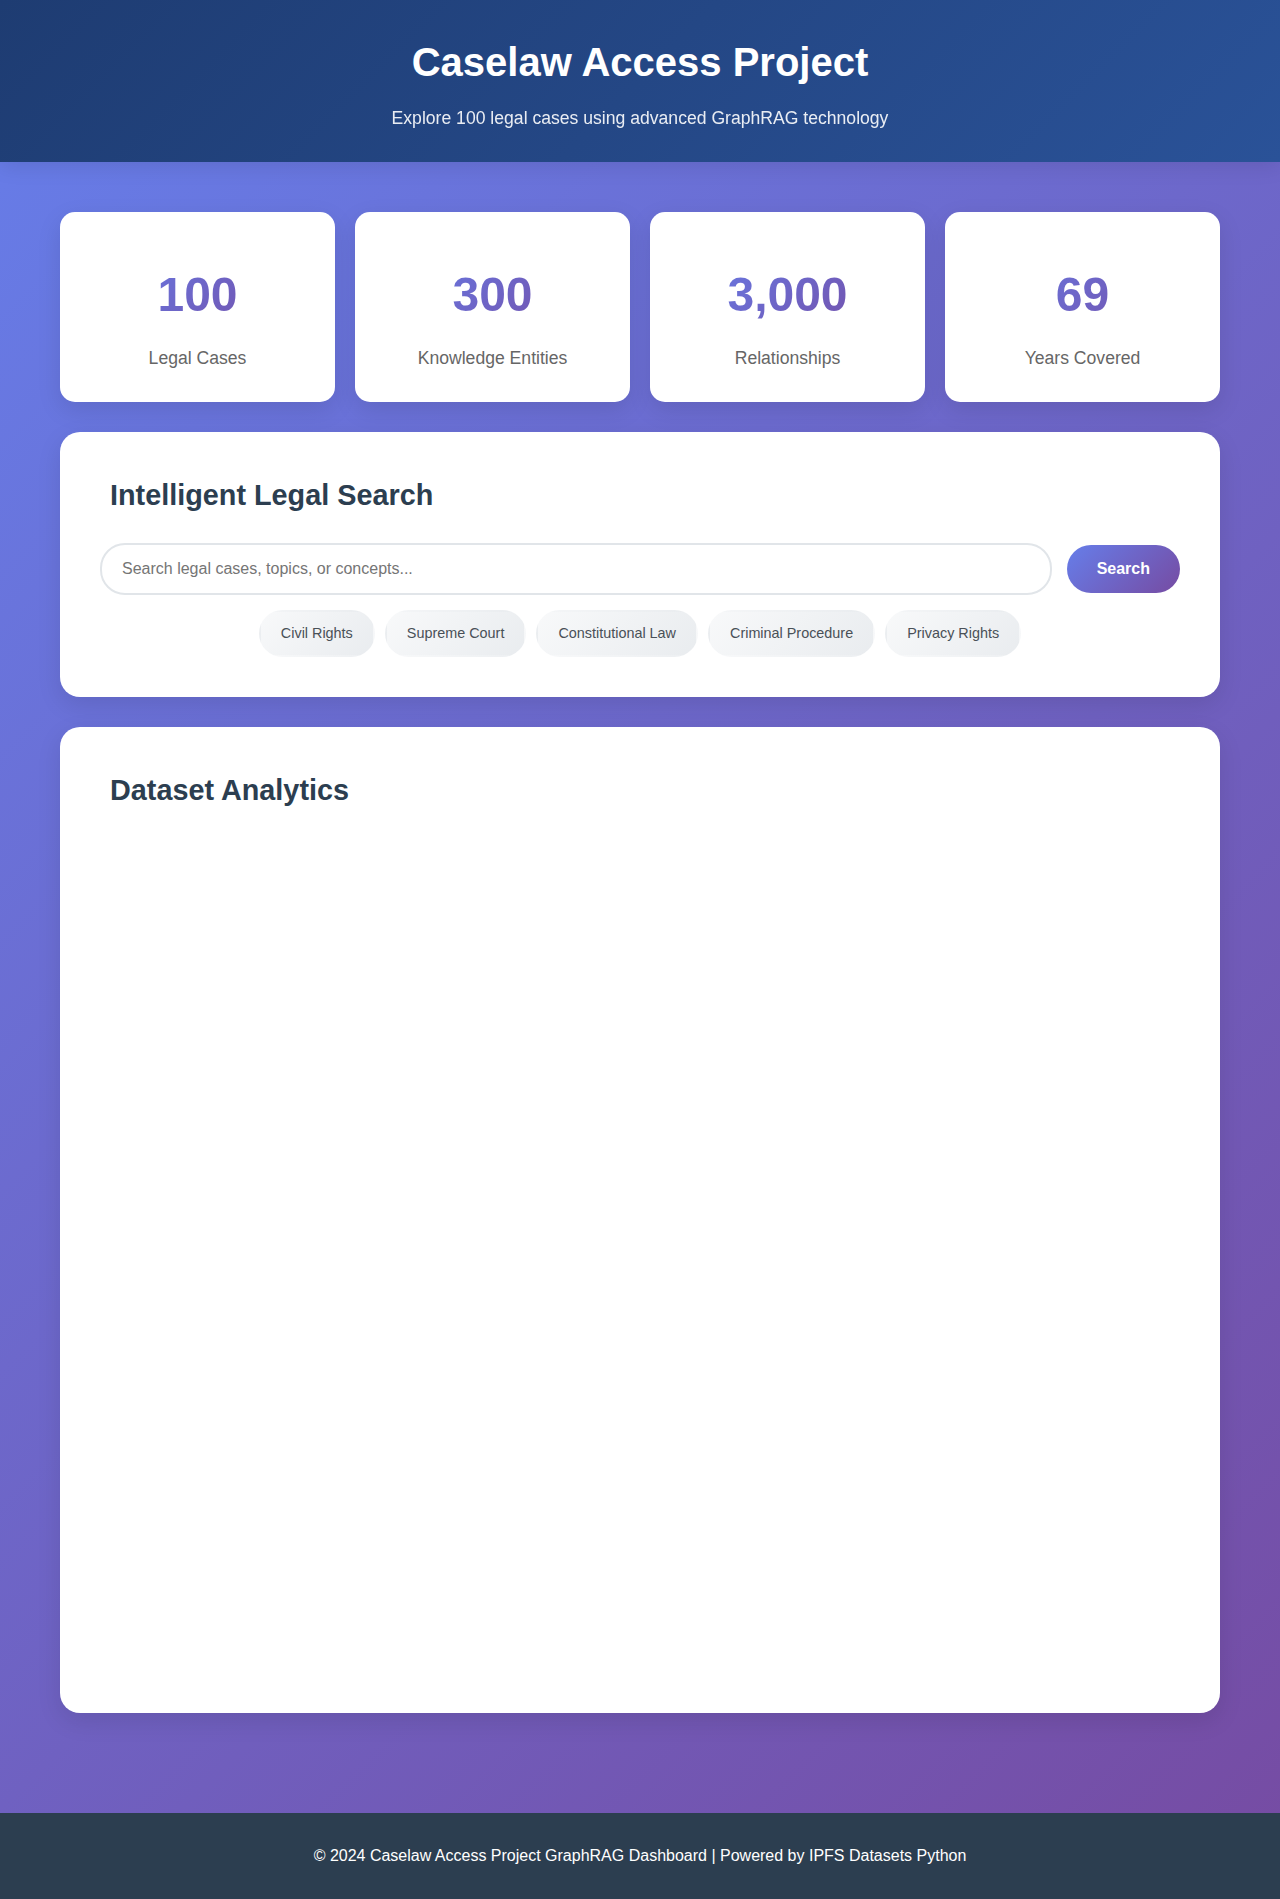 Caselaw Access Project
Explore 100 legal cases using advanced GraphRAG technology
100
Legal Cases
300
Knowledge Entities
3,000
Relationships
69
Years Covered
Intelligent Legal Search
Search legal cases, topics, or concepts...
Search
Civil Rights
Supreme Court
Constitutional Law
Criminal Procedure
Privacy Rights
Dataset Analytics
© 2024 Caselaw Access Project GraphRAG Dashboard | Powered by IPFS Datasets Python